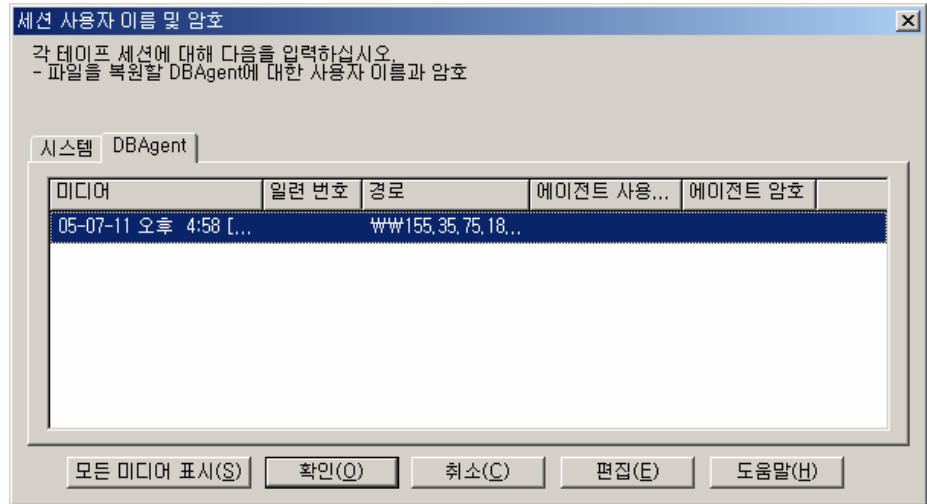 세션 사용자 이름 및 암호
각 테이프 세션에 대해 다음을 입력하십시오.
- 파일을 복원할 DBAgent에 대한 사용자 이름과 암호
시스템 DBAgent
미디어 일련 번호 경로 에이전트 사용... 에이전트 암호
05-07-11 오후 4:58 [... ₩₩155.35.75.18...
모든 미디어 표시(S) 확인(O) 취소(C) 편집(E) 도움말(H)